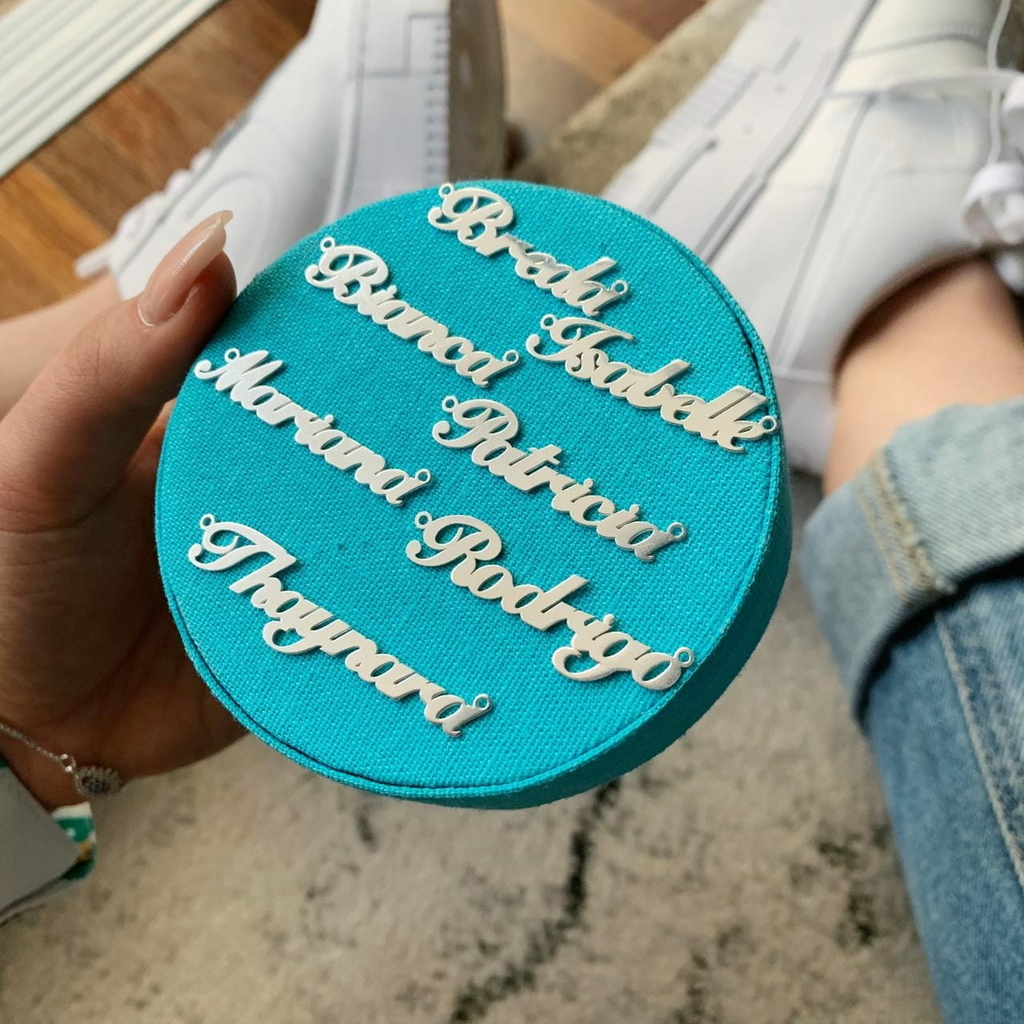 Bianca
Isabelle
Mariana
Patricia
Rodrigo
Thaynara